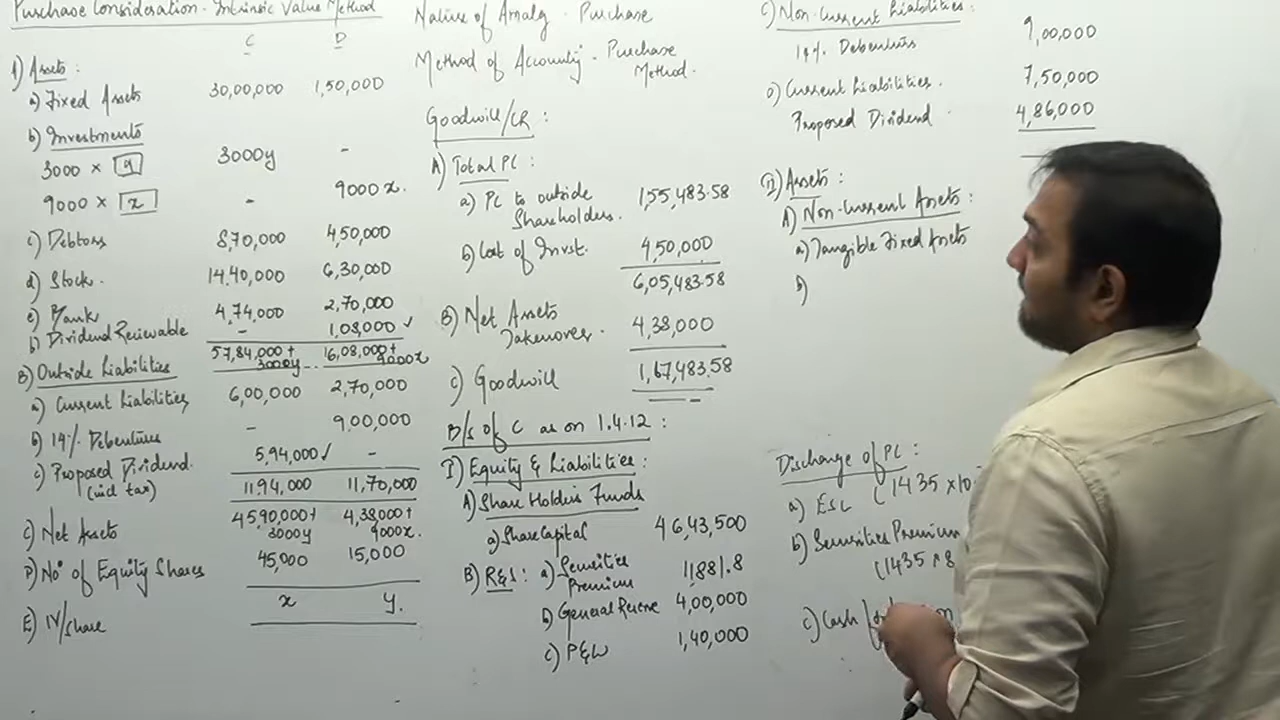 Purchase Consideration - Intrinsic Value Method
C D
A) Assets:
a) Fixed Assets 30,00,000 1,50,000
b) Investments
3000 × y 3000y -
9000 × x - 9000x.
c) Debtors 8,70,000 4,50,000
d) Stock. 14,40,000 6,30,000
e) Bank 4,74,000 2,70,000
b) Dividend Receivable - 1,08,000 ✓
57,84,000 + 3000y 16,08,000 + 9000x
B) Outside Liabilities
a) Current Liabilities 6,00,000 2,70,000
b) 14% Debentures - 9,00,000
c) Proposed Dividend. (incl tax) 5,94,000 ✓ -
11,94,000 11,70,000
C) Net Assets 45,90,000 + 3000y 4,38,000 + 9000x.
D) No of Equity Shares 45,000 15,000
E) IV/share x y.
Nature of Amalg - Purchase
Method of Accounting - Purchase Method.
Goodwill/CR:
A) Total PC:
a) PC to outside Shareholders. 1,55,483.58
b) Cost of Invst. 4,50,000
6,05,483.58
B) Net Assets Takenover. 4,38,000
C) Goodwill 1,67,483.58
B/S of C as on 1.4.12:
I) Equity & Liabilities:
A) Share Holders Funds
a) Share Capital 46,43,500
B) R&S: a) Securities Premium 11,881.8
b) General Reserve 4,00,000
c) P&L 1,40,000
C) Non-Current Liabilities:
14% Debentures 9,00,000
D) Current Liabilities. 7,50,000
Proposed Dividend 4,86,000
II) Assets:
A) Non-Current Assets:
a) Tangible Fixed Assets
b)
Discharge of PC:
a) ESC (1435 × 10
b) Securities Premium
(1435 × 8
c) Cash